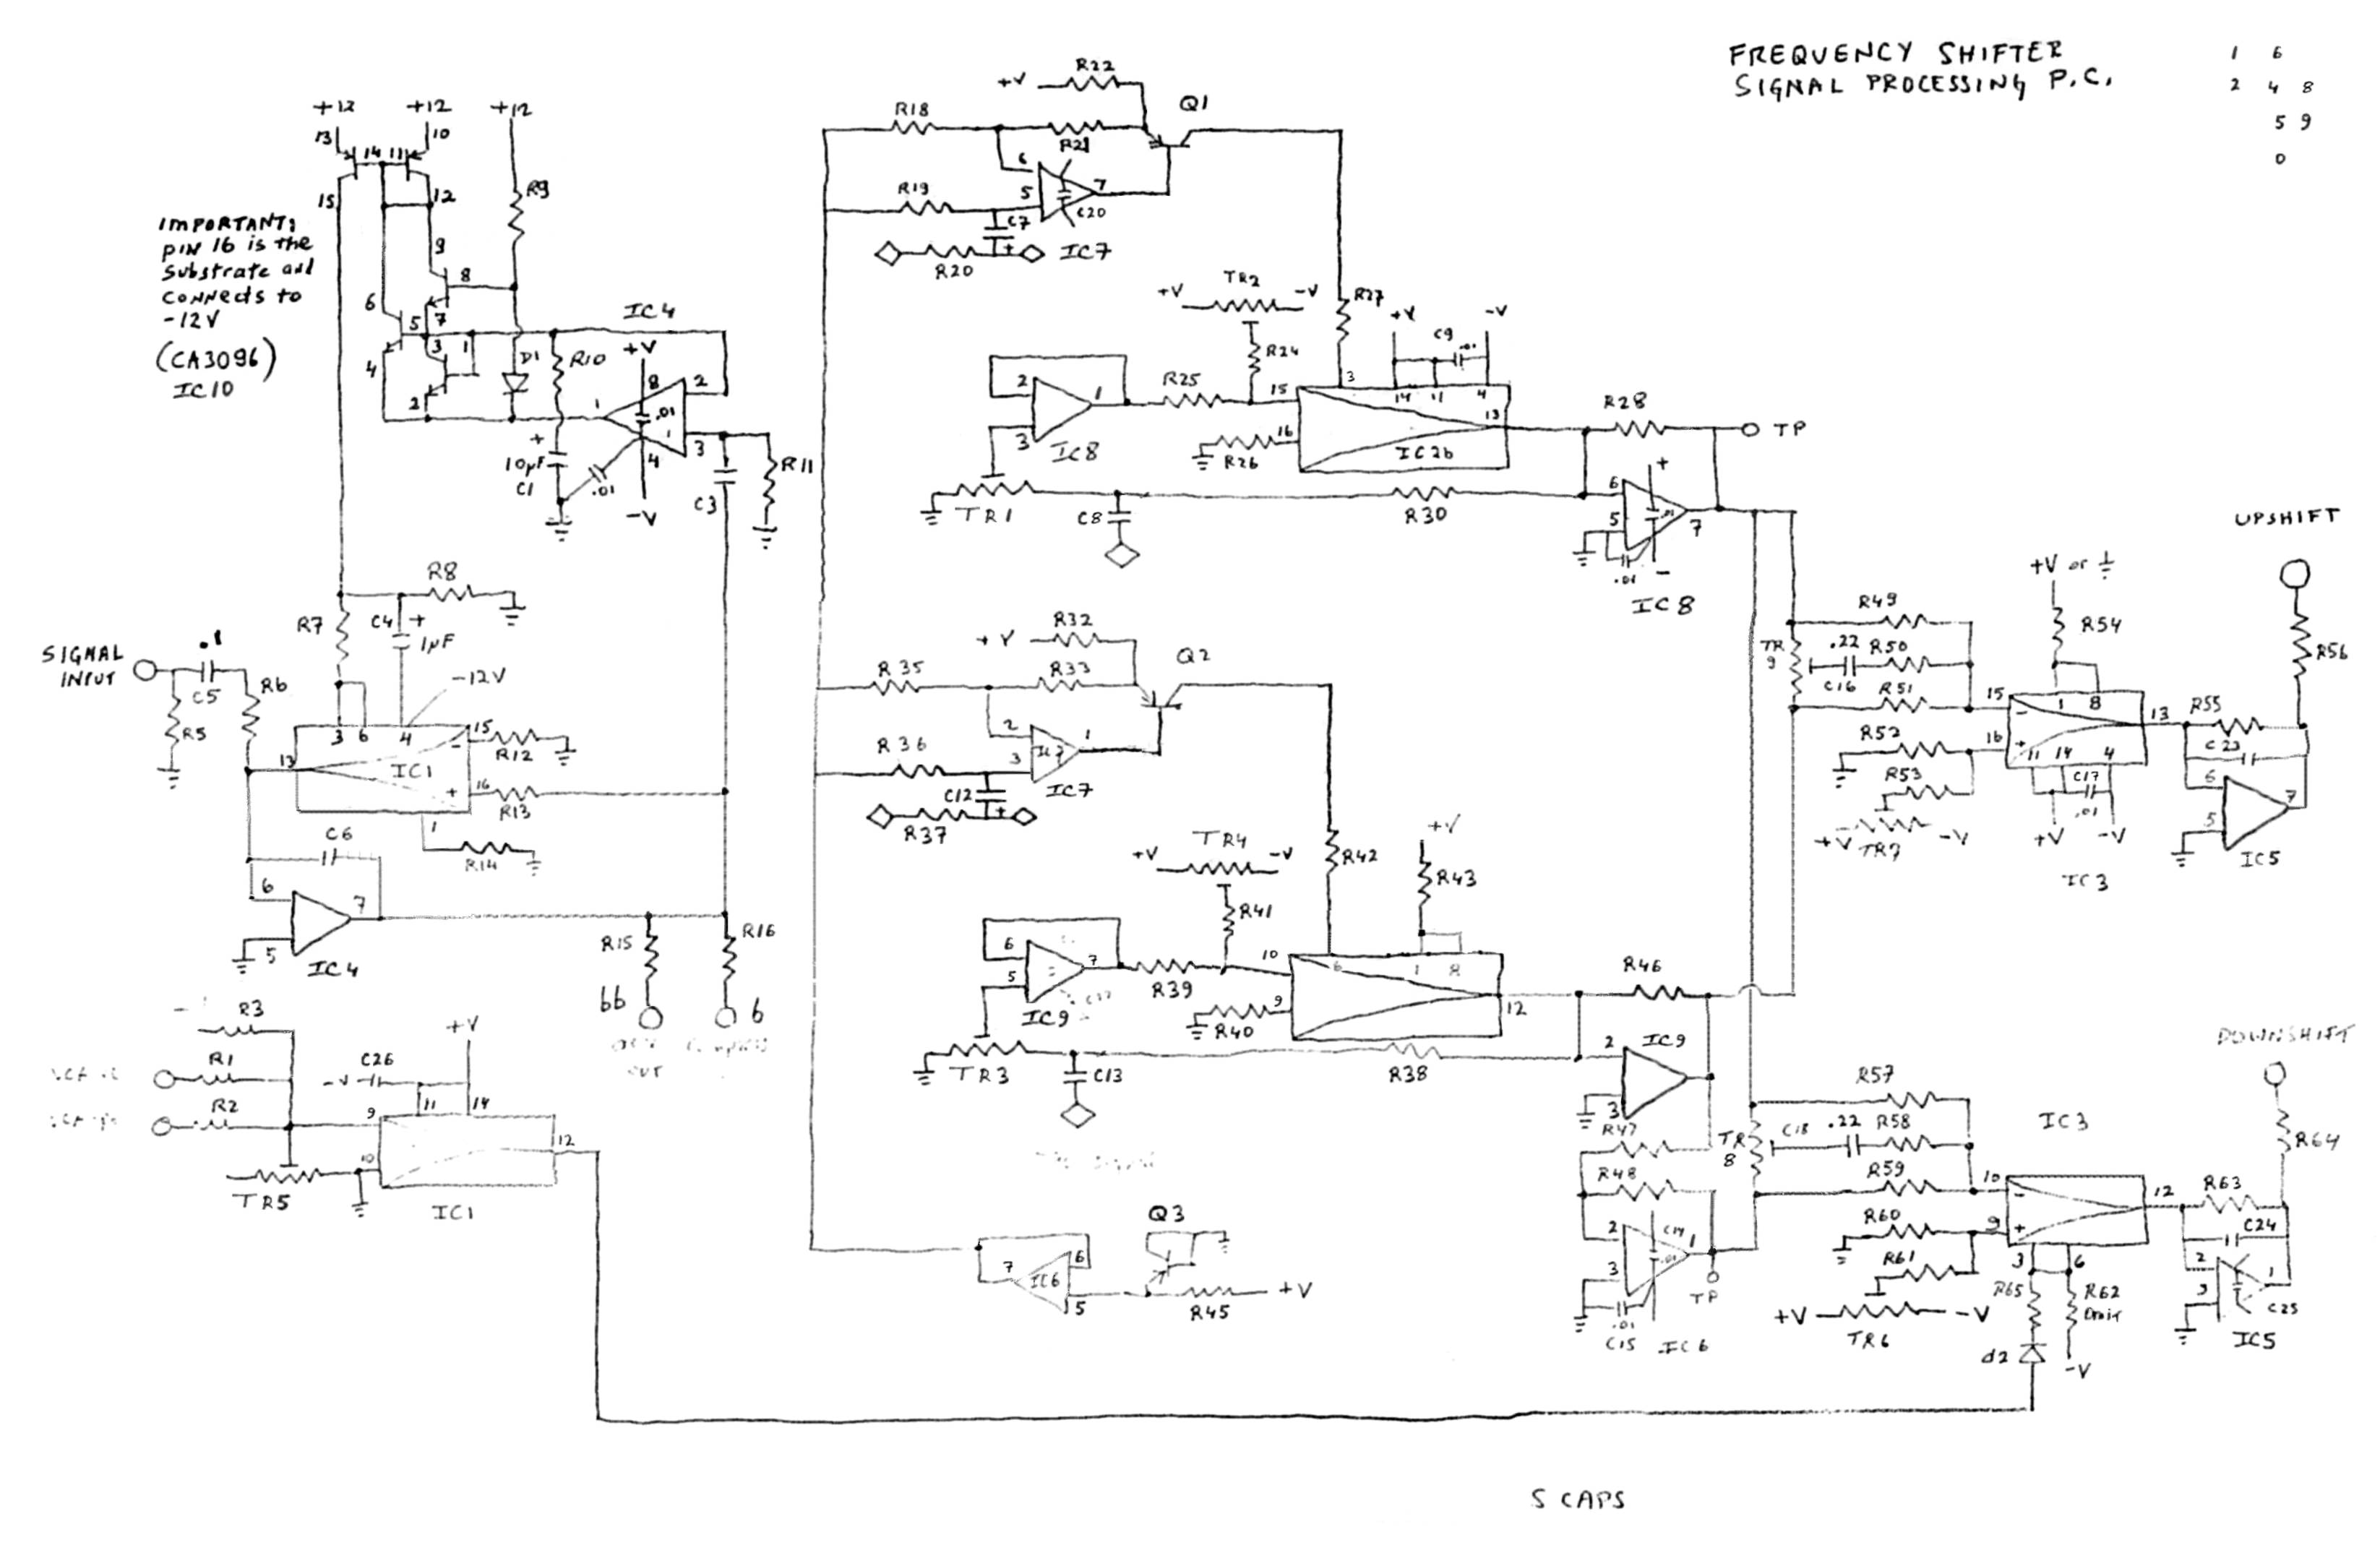 FREQUENCY SHIFTER
SIGNAL PROCESSING P.C.
1 6
2 4 8
5 9
0
+12 +12 +12
13 10
14 11
15 12
R9
IMPORTANT;
PIN 16 is the
substrate and
connects to
-12V
(CA3096)
IC10
9
8
6 5 7
4 3 1
2
D1
R10
IC4
+V
8
2
1
.01
3
4
-V
+
10µF
C1
.01
C3
R11
R8
R7
C4 +
1µF
SIGNAL
INPUT
.1
C5
R6
R5
-12V
3 6 4
15
R12
13
IC1
16
R13
1
R14
C6
6
7
5
IC4
R15
R16
bb
6
OUT
R3
R1
R2
C26
-V
+V
11 14
9
12
10
TR5
IC1
+V
R22
R18
R21
Q1
6
5
7
R19
C20
C7
+
R20
IC7
TR2
+V -V
R24
R27
+V
C9
.01
-V
2
1
3
IC8
R25
15
3
14 11 4
13
16
R26
IC2b
R28
TP
TR1
C8
R30
+
6
5
7
.01
.01
-
IC8
+V
R32
R35
R33
Q2
2
1
3
IC7
R36
C12
+
R37
IC7
TR4
+V -V
R41
R42
+V
R43
6
7
5
IC9
R39
10
6 1 8
9
R40
12
R46
TR3
C13
R38
2
3
IC9
R47
R48
2
1
3
C14
.01
.01
C15
IC6
TP
Q3
7
IC6
6
5
R45
+V
UPSHIFT
R56
+V or
R54
R49
TR
9
.22
R50
C16
R51
15
1 8
13
16
R52
R53
11 14 4
C17
.01
+V -V
+V -V
TR7
IC3
R55
C23
6
5
7
IC5
DOWNSHIFT
R64
R57
TR
8
C18
.22
R58
R59
IC3
10
12
9
R60
R61
3 6
R65
R62
omit
+V -V
TR6
d2
-V
R63
C24
2
1
3
C25
IC5
5 CAPS